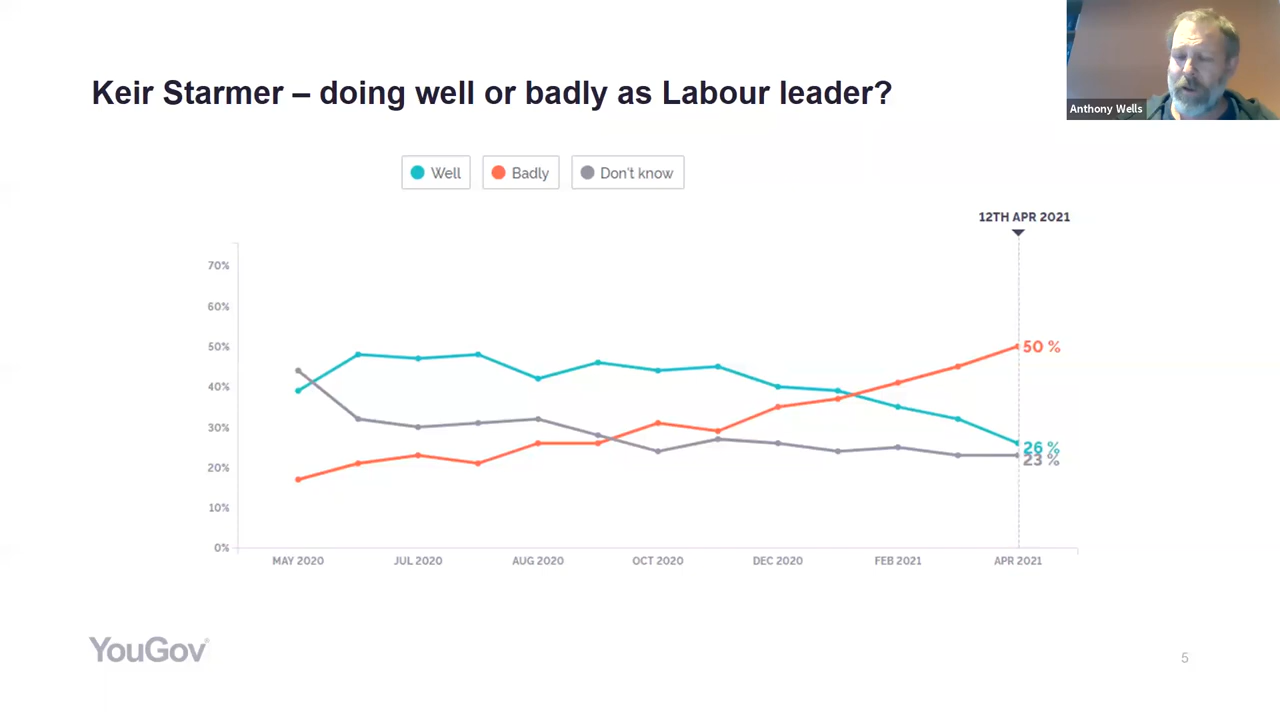 Keir Starmer – doing well or badly as Labour leader?
Anthony Wells
Well
Badly
Don't know
12TH APR 2021
70%
60%
50%
40%
30%
20%
10%
0%
50 %
26 %
23 %
MAY 2020
JUL 2020
AUG 2020
OCT 2020
DEC 2020
FEB 2021
APR 2021
YouGov
5